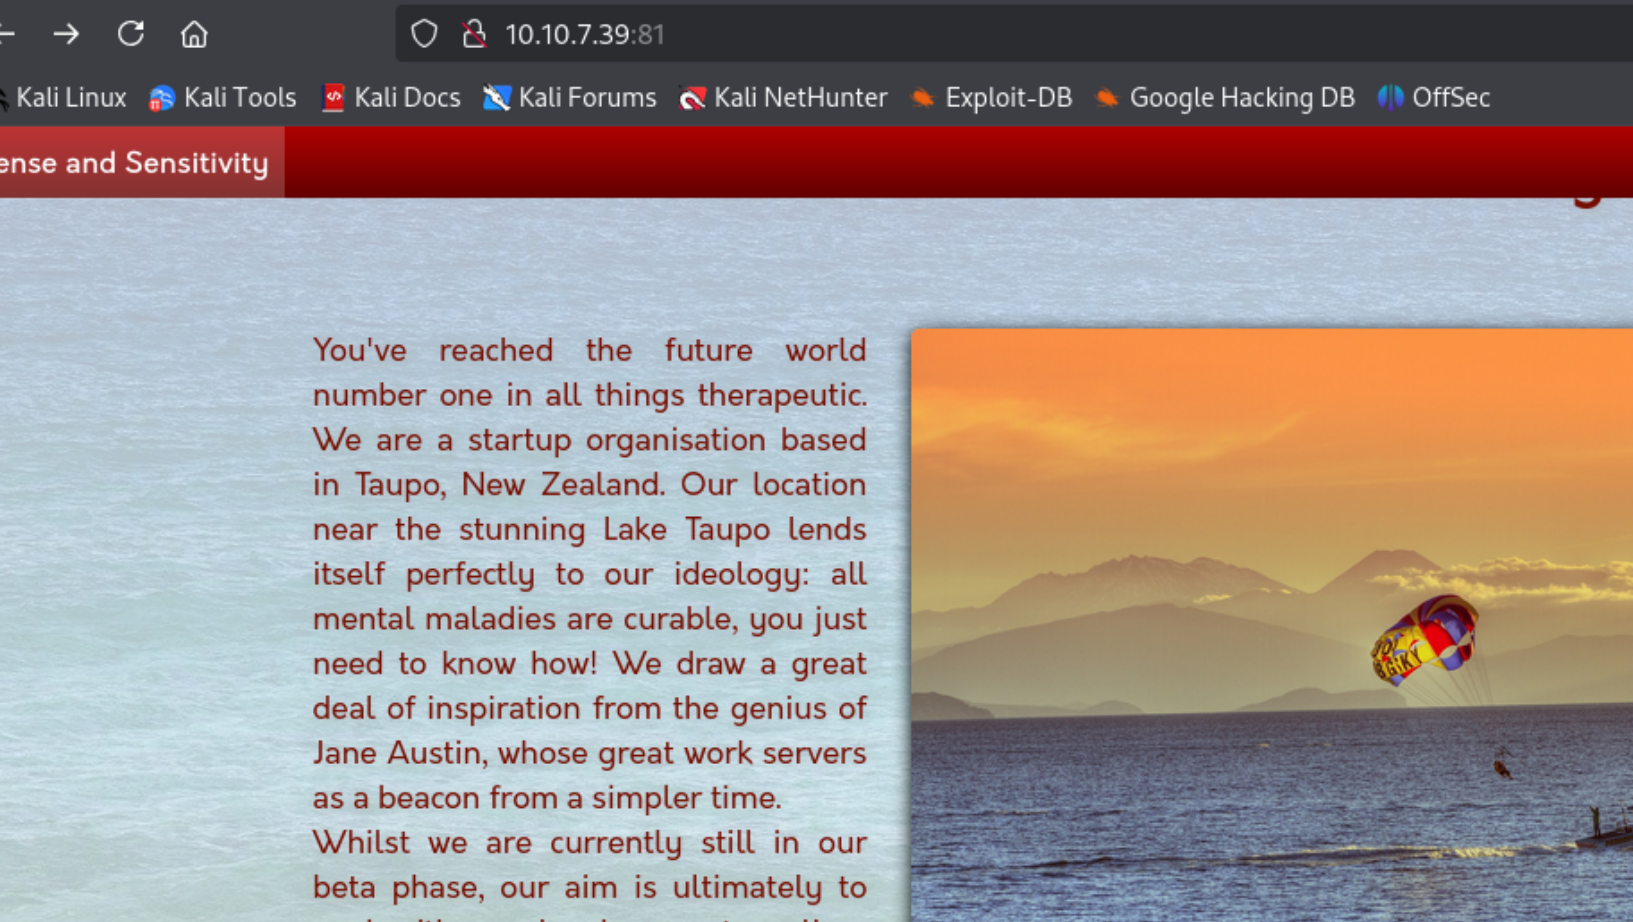 10.10.7.39:81
Kali Linux Kali Tools Kali Docs Kali Forums Kali NetHunter Exploit-DB Google Hacking DB OffSec
ense and Sensitivity
You've reached the future world
number one in all things therapeutic.
We are a startup organisation based
in Taupo, New Zealand. Our location
near the stunning Lake Taupo lends
itself perfectly to our ideology: all
mental maladies are curable, you just
need to know how! We draw a great
deal of inspiration from the genius of
Jane Austin, whose great work servers
as a beacon from a simpler time.
Whilst we are currently still in our
beta phase, our aim is ultimately to